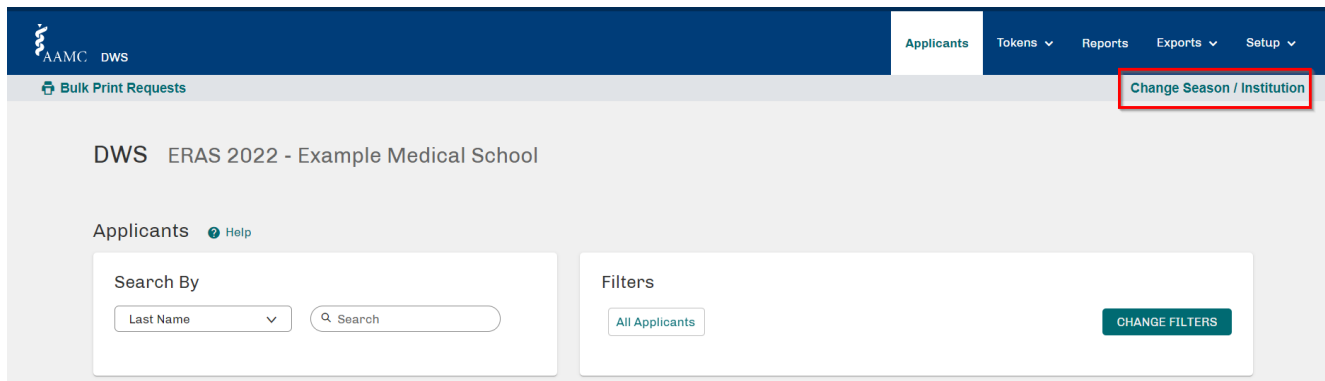 AAMC DWS
Applicants Tokens Reports Exports Setup
Bulk Print Requests Change Season / Institution
DWS ERAS 2022 - Example Medical School
Applicants Help
Search By
Last Name Search
Filters
All Applicants CHANGE FILTERS